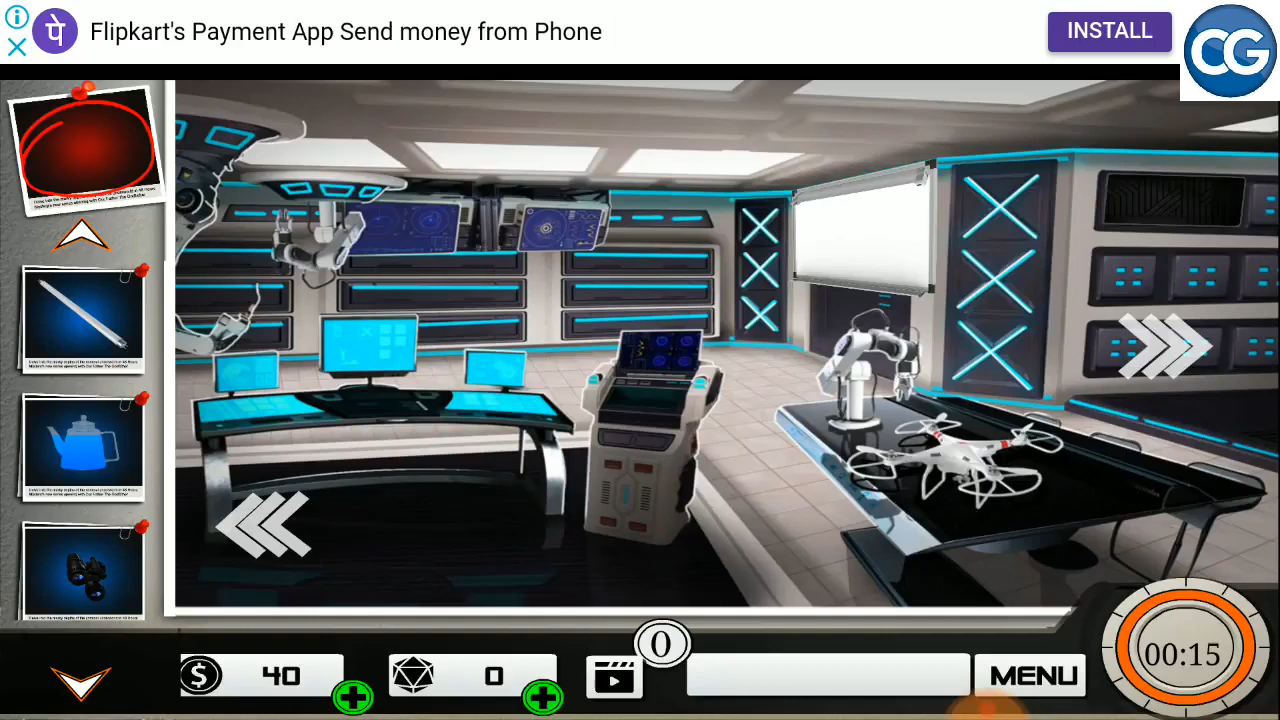 पे Flipkart's Payment App Send money from Phone INSTALL CG
40 0 0 MENU 00:15